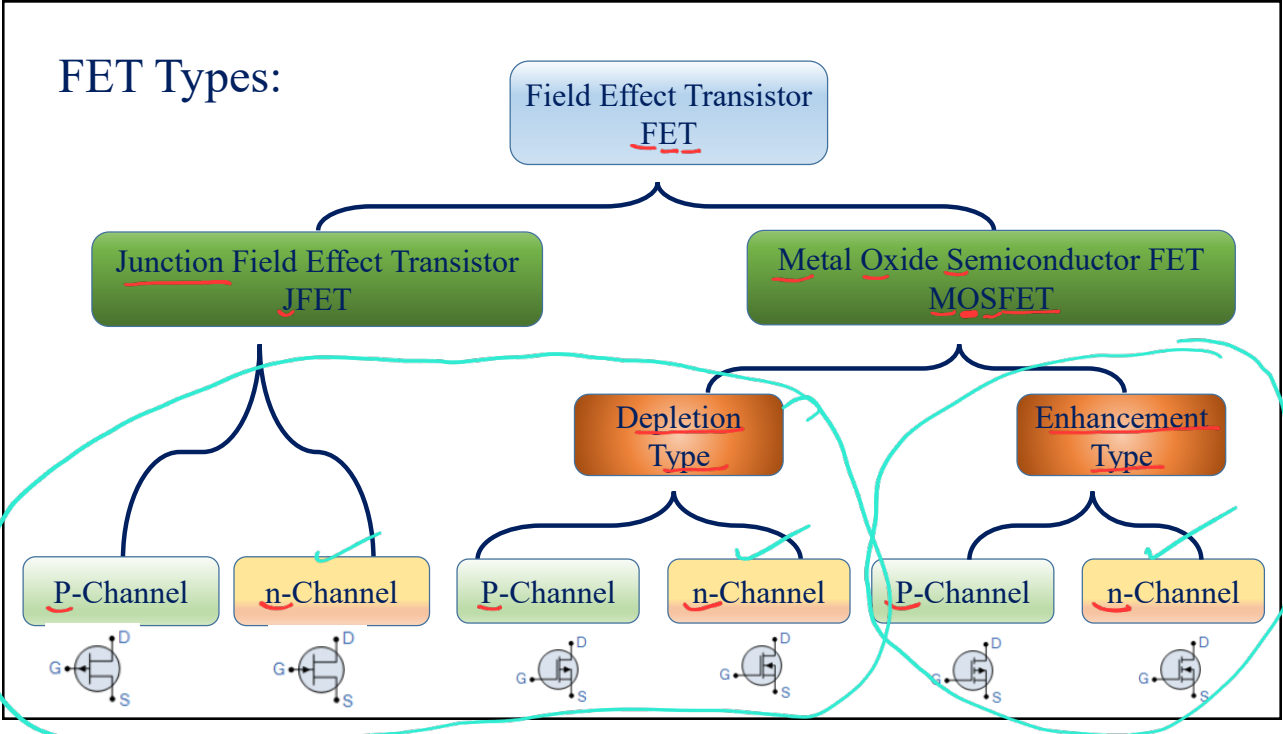 FET Types:
Field Effect Transistor
FET
Junction Field Effect Transistor
JFET
Metal Oxide Semiconductor FET
MOSFET
Depletion
Type
Enhancement
Type
P-Channel
n-Channel
P-Channel
n-Channel
P-Channel
n-Channel
D
G
S
D
G
S
D
G
S
D
G
S
D
G
S
D
G
S